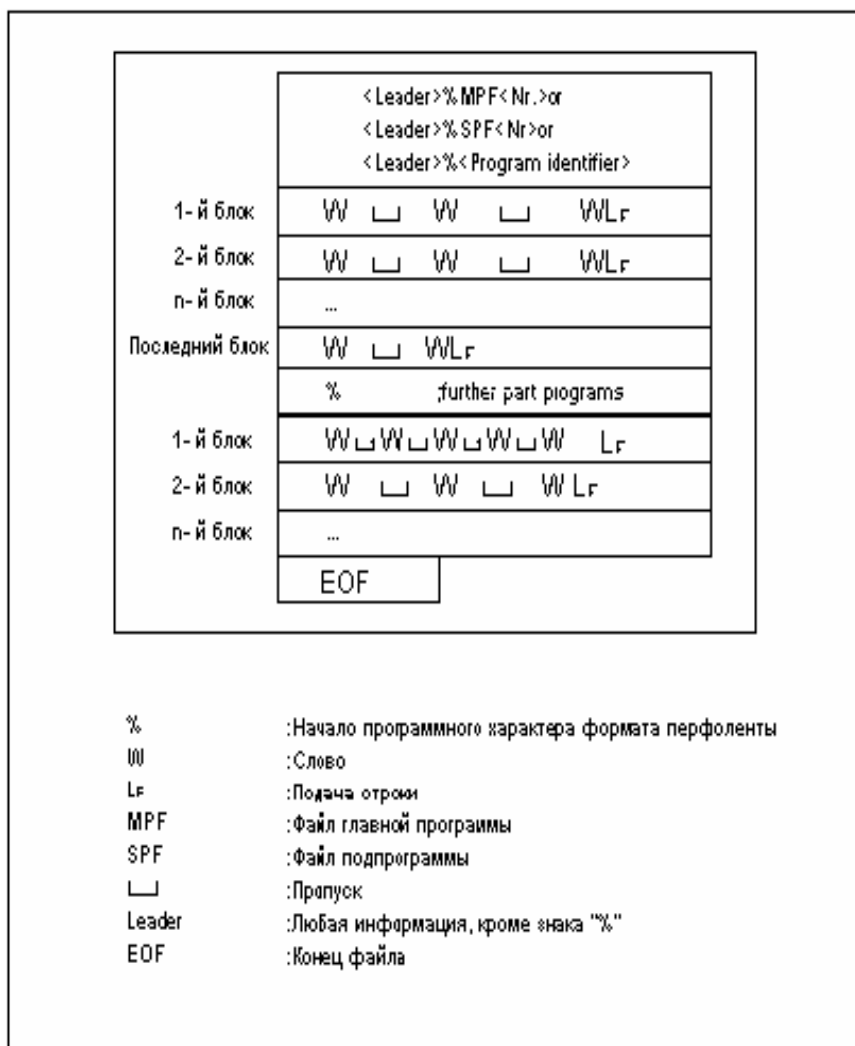 <Leader>%MPF<Nr.>or
<Leader>%SPF<Nr>or
<Leader>%<Program identifier>
1- й блок W ⌴ W ⌴ WLF
2- й блок W ⌴ W ⌴ WLF
n- й блок ...
Последний блок W ⌴ WLF
% ;further part programs
1- й блок W⌴W⌴W⌴W⌴W LF
2- й блок W ⌴ W ⌴ W LF
n- й блок ...
EOF
% :Начало программного характера формата перфоленты
W :Слово
LF :Подача строки
MPF :Файл главной программы
SPF :Файл подпрограммы
⌴ :Пропуск
Leader :Любая информация, кроме знака "%"
EOF :Конец файла